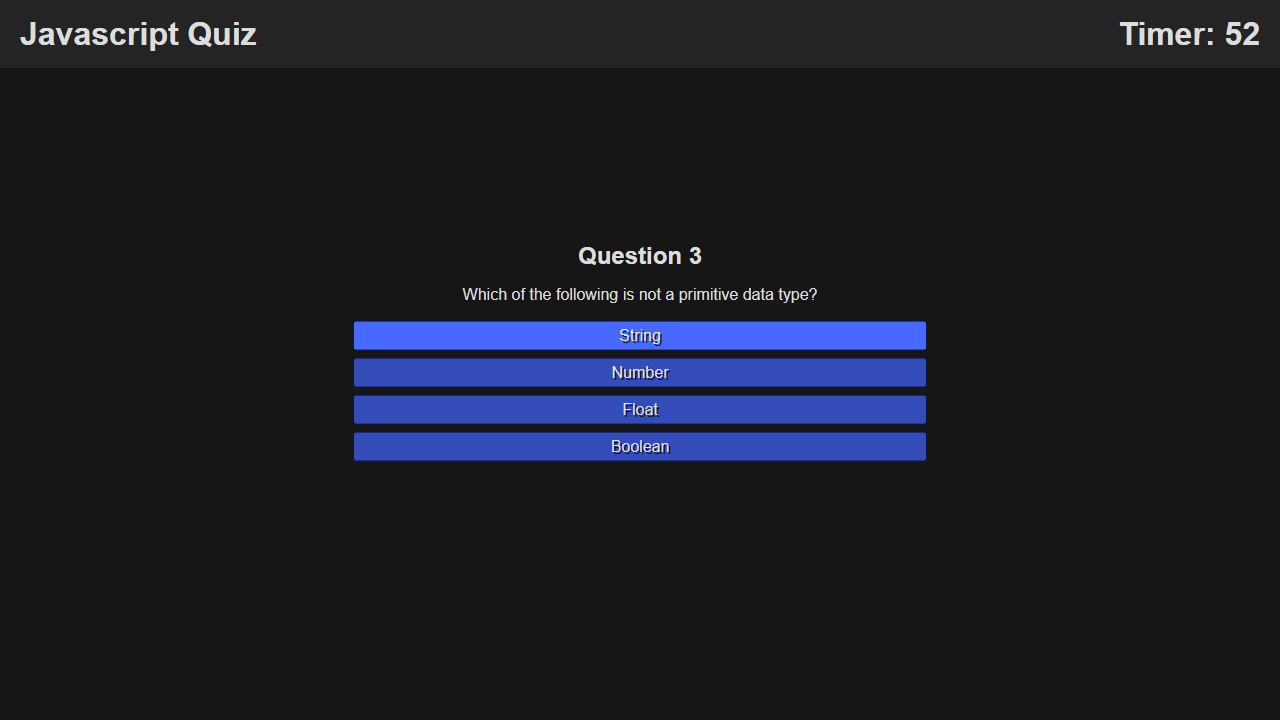 Javascript Quiz
Timer: 52
Question 3
Which of the following is not a primitive data type?
String
Number
Float
Boolean